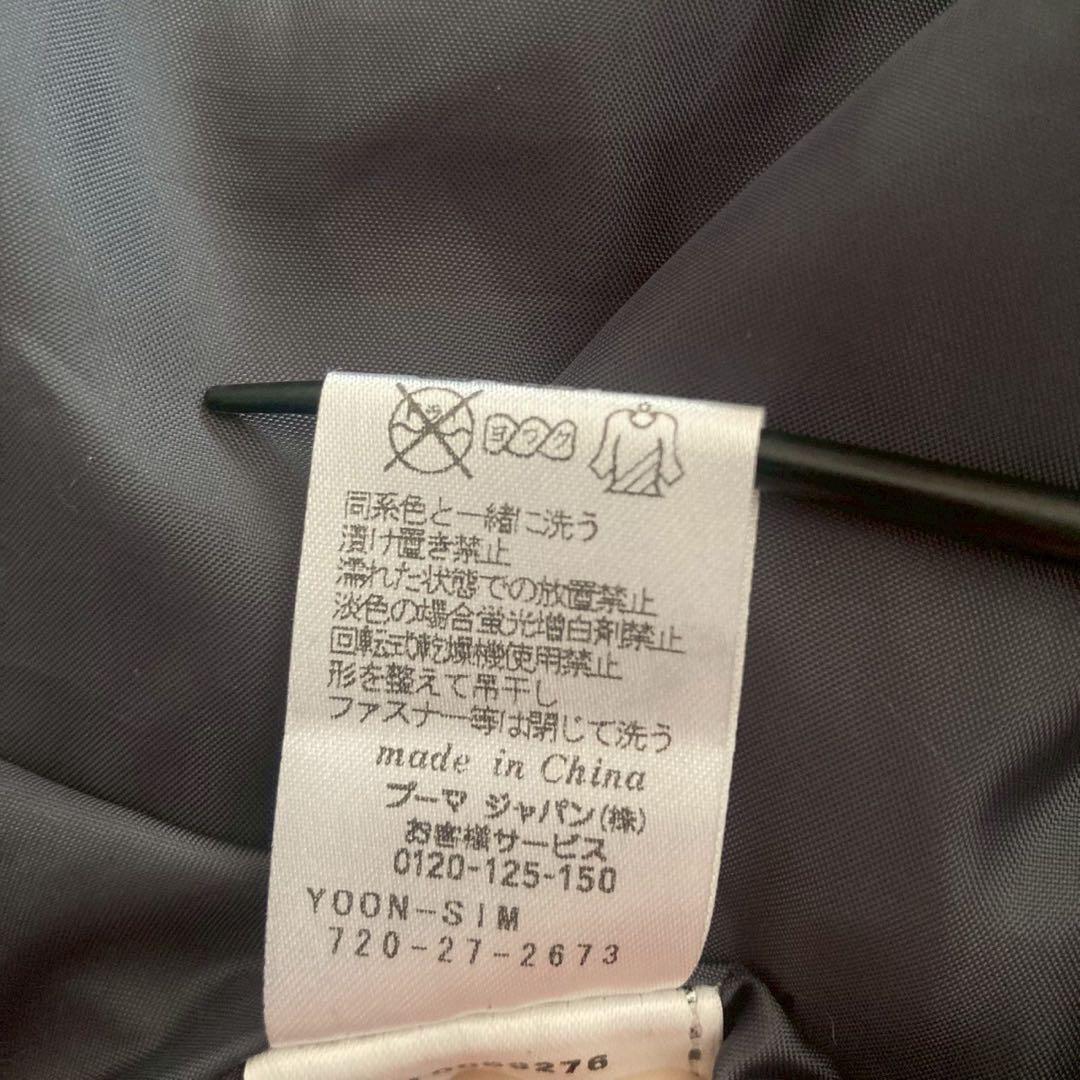 ヨワク
同系色と一緒に洗う
漬け置き禁止
濡れた状態での放置禁止
淡色の場合蛍光増白剤禁止
回転式乾燥機使用禁止
形を整えて吊干し
ファスナー等は閉じて洗う
made in China
プーマ ジャパン(株)
お客様サービス
0120-125-150
YOON-SIM
720-27-2673